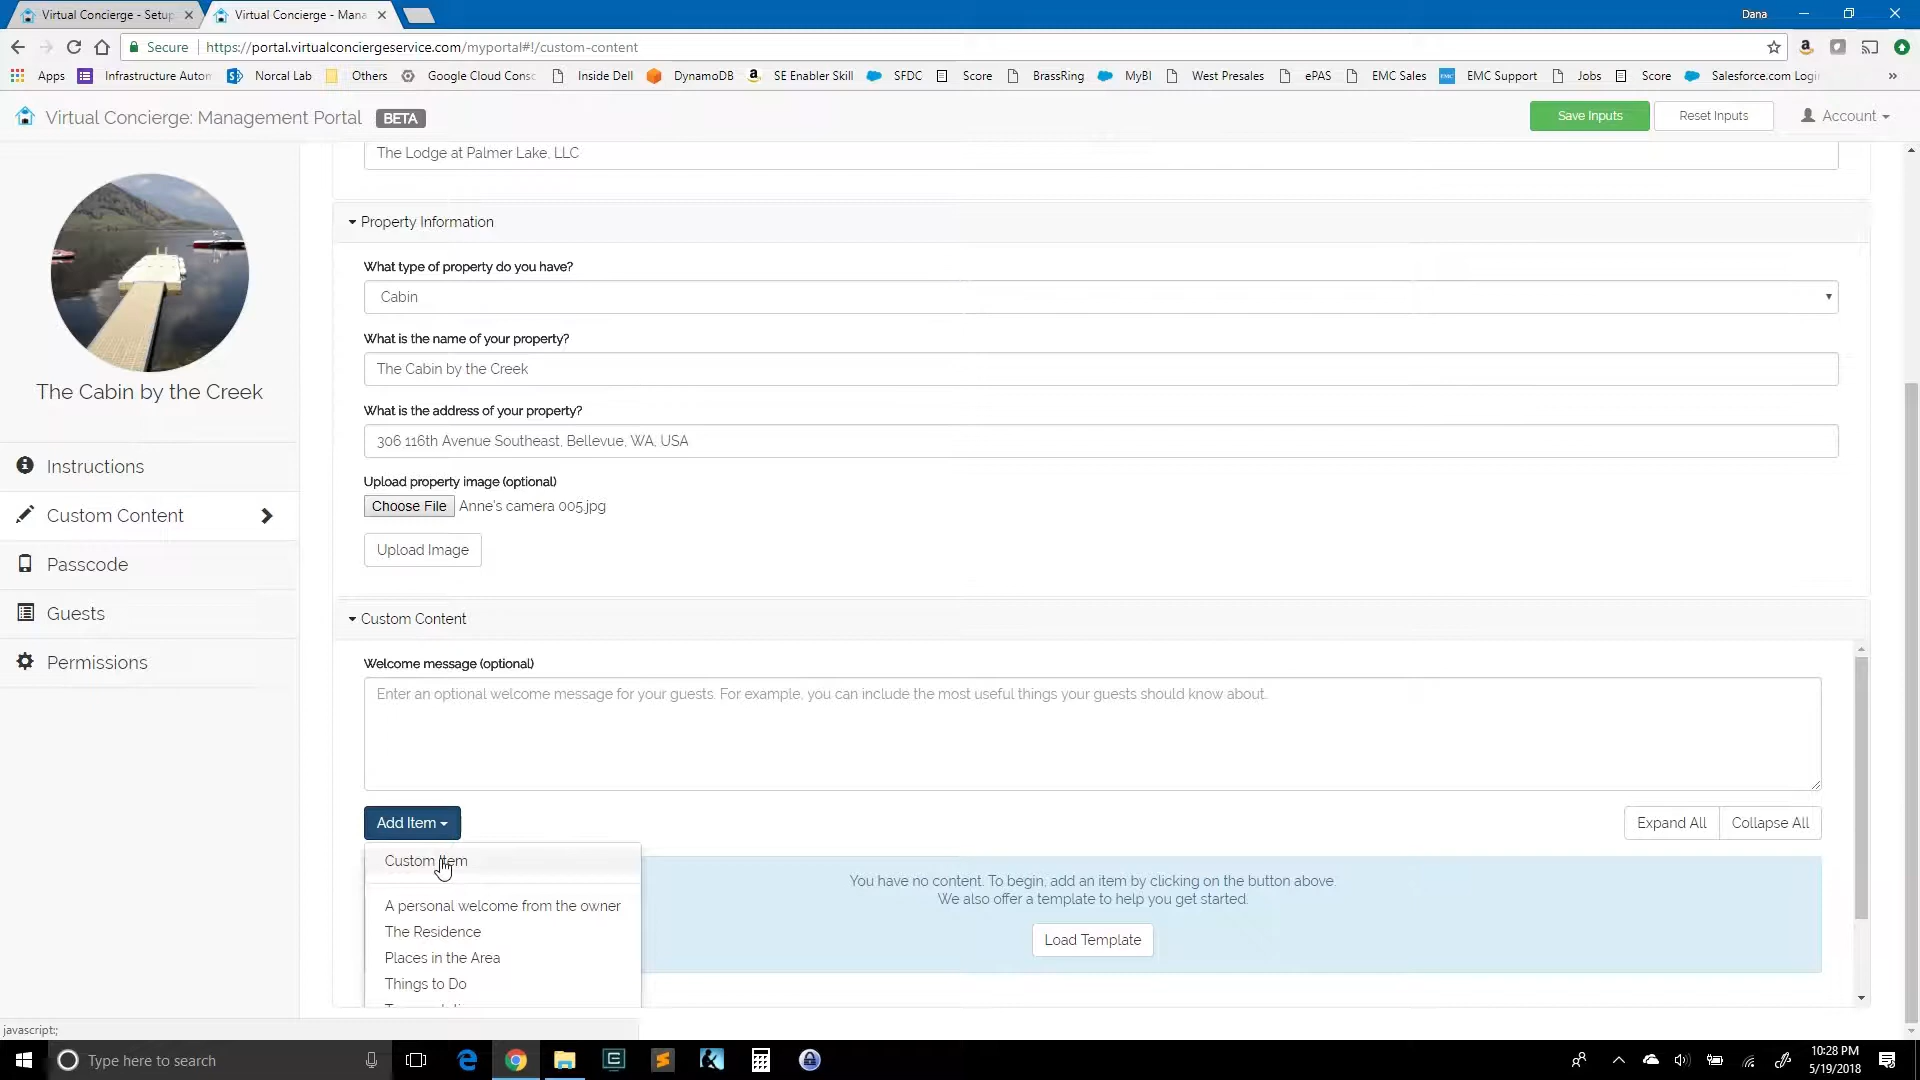 Virtual Concierge - Setup
Virtual Concierge - Mana
Dana
Secure
https://portal.virtualconciergeservice.com/myportal#!/custom-content
Apps
Infrastructure Autom
Norcal Lab
Others
Google Cloud Cons
Inside Dell
DynamoDB
SE Enabler Skill
SFDC
Score
BrassRing
MyBI
West Presales
ePAS
EMC Sales
EMC Support
Jobs
Score
Salesforce.com Logi
Virtual Concierge: Management Portal BETA
Save Inputs
Reset Inputs
Account
The Lodge at Palmer Lake, LLC
The Cabin by the Creek
Instructions
Custom Content
Passcode
Guests
Permissions
Property Information
What type of property do you have?
Cabin
What is the name of your property?
The Cabin by the Creek
What is the address of your property?
306 116th Avenue Southeast, Bellevue, WA, USA
Upload property image (optional)
Choose File Anne's camera 005.jpg
Upload Image
Custom Content
Welcome message (optional)
Enter an optional welcome message for your guests. For example, you can include the most useful things your guests should know about.
Add Item
Expand All
Collapse All
Custom Item
A personal welcome from the owner
The Residence
Places in the Area
Things to Do
You have no content. To begin, add an item by clicking on the button above.
We also offer a template to help you get started.
Load Template
javascript:;
Type here to search
10:28 PM
5/19/2018